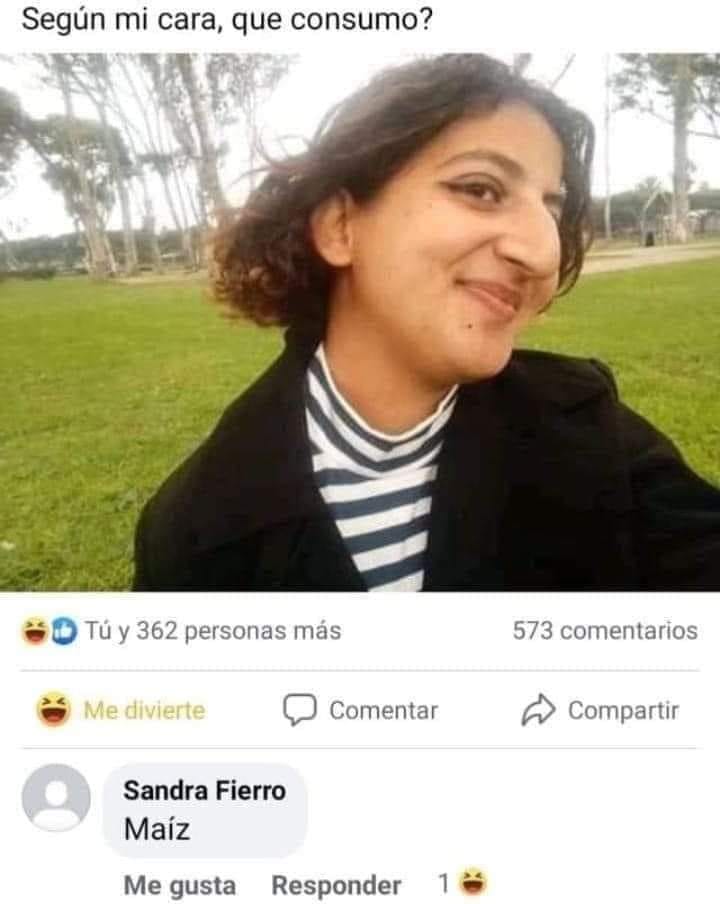 Según mi cara, que consumo?
Tú y 362 personas más
573 comentarios
Me divierte
Comentar
Compartir
Sandra Fierro
Maíz
Me gusta
Responder
1